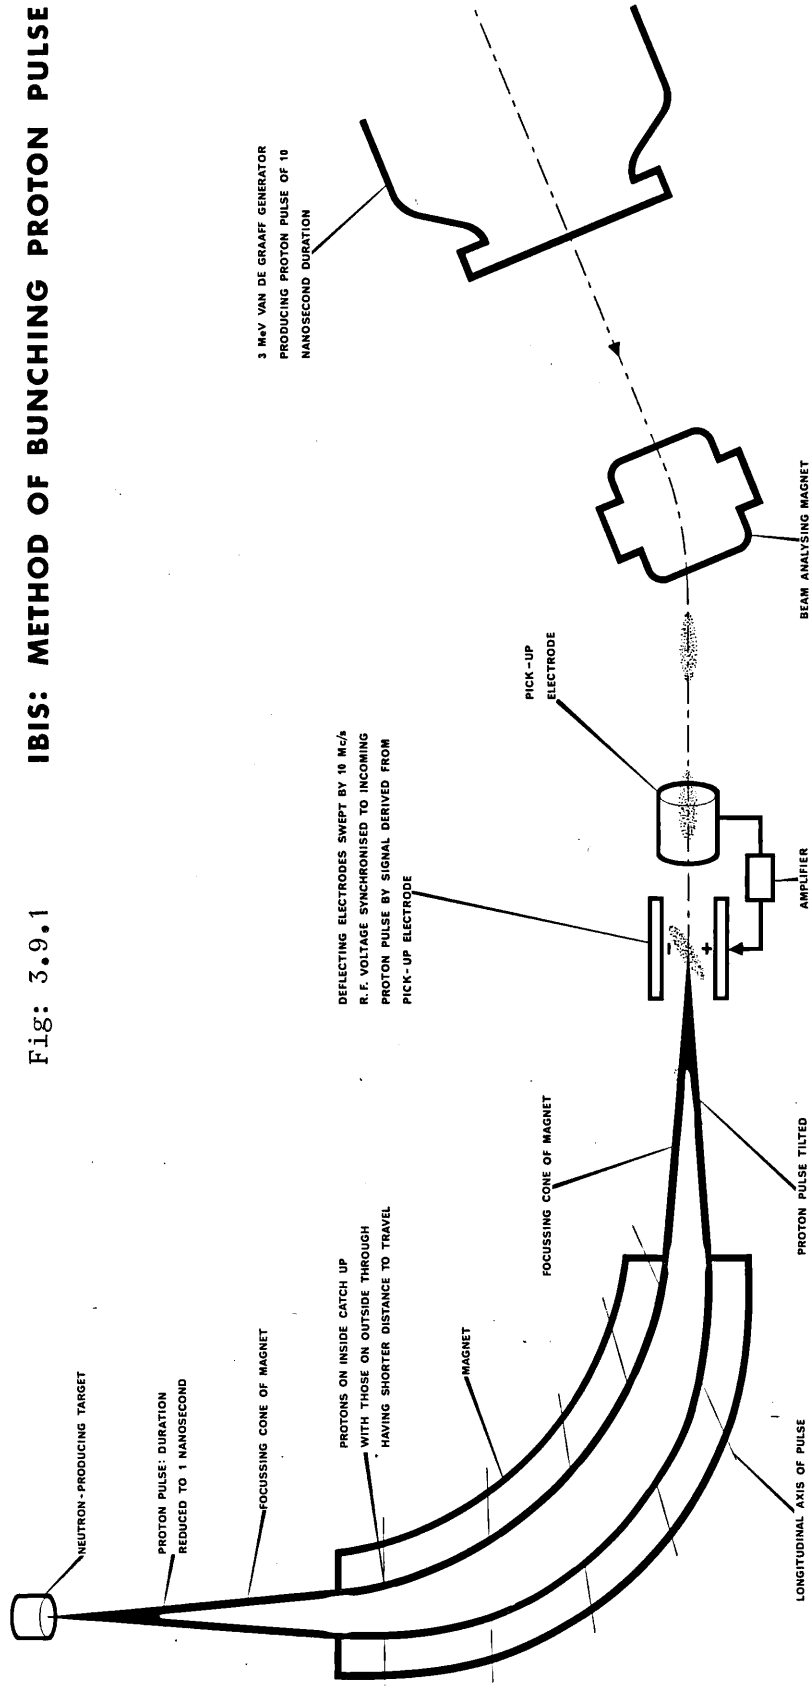 Fig: 3.9.1
IBIS: METHOD OF BUNCHING PROTON PULSE
NEUTRON-PRODUCING TARGET
PROTON PULSE: DURATION
REDUCED TO 1 NANOSECOND
FOCUSSING CONE OF MAGNET
PROTONS ON INSIDE CATCH UP
WITH THOSE ON OUTSIDE THROUGH
HAVING SHORTER DISTANCE TO TRAVEL
MAGNET
FOCUSSING CONE OF MAGNET
DEFLECTING ELECTRODES SWEPT BY 10 Mc/s
R.F. VOLTAGE SYNCHRONISED TO INCOMING
PROTON PULSE BY SIGNAL DERIVED FROM
PICK-UP ELECTRODE
PICK-UP
ELECTRODE
3 MeV VAN DE GRAAFF GENERATOR
PRODUCING PROTON PULSE OF 10
NANOSECOND DURATION
-
+
LONGITUDINAL AXIS OF PULSE
PROTON PULSE TILTED
AMPLIFIER
BEAM ANALYSING MAGNET